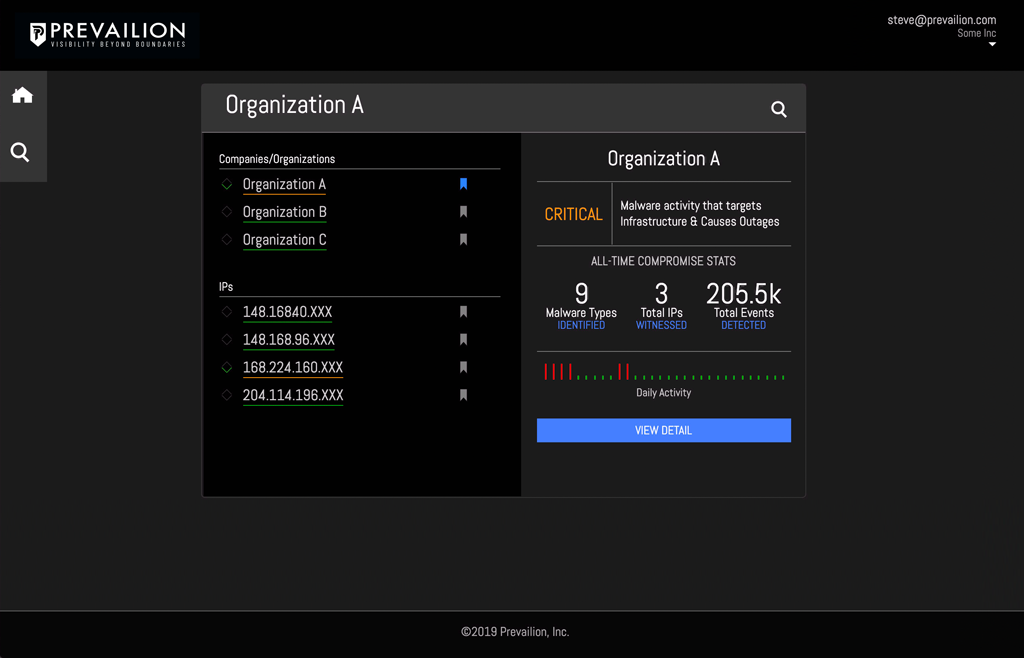 PREVAILION
VISIBILITY BEYOND BOUNDARIES
steve@prevailion.com
Some Inc
Organization A
Companies/Organizations
Organization A
Organization B
Organization C
IPs
148.16840.XXX
148.168.96.XXX
168.224.160.XXX
204.114.196.XXX
Organization A
CRITICAL
Malware activity that targets
Infrastructure & Causes Outages
ALL-TIME COMPROMISE STATS
9 3 205.5k
Malware Types Total IPs Total Events
IDENTIFIED WITNESSED DETECTED
Daily Activity
VIEW DETAIL
©2019 Prevailion, Inc.